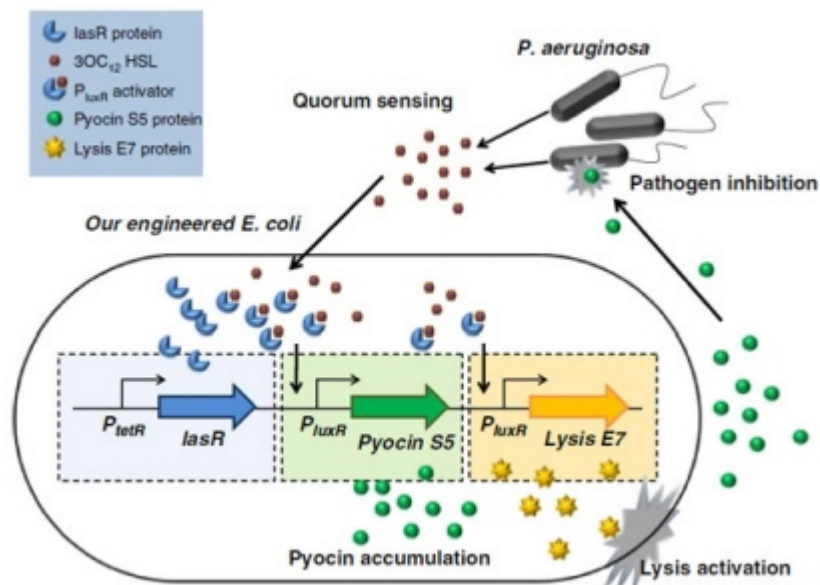 lasR protein
3OC12 HSL
PluxR activator
Pyocin S5 protein
Lysis E7 protein
P. aeruginosa
Quorum sensing
Pathogen inhibition
Our engineered E. coli
PtetR
lasR
PluxR
Pyocin S5
PluxR
Lysis E7
Pyocin accumulation
Lysis activation